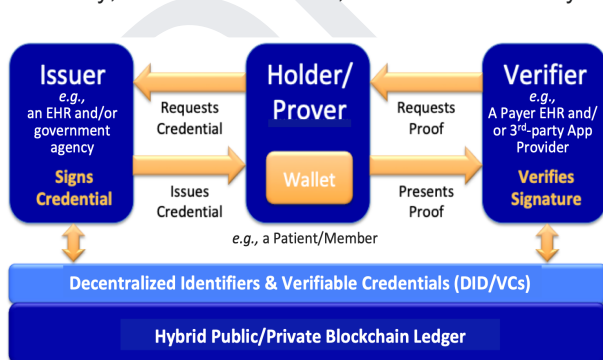 Issuer
e.g.,
an EHR and/or
government
agency
Signs
Credential
Requests
Credential
Issues
Credential
Holder/
Prover
Wallet
e.g., a Patient/Member
Requests
Proof
Presents
Proof
Verifier
e.g.,
A Payer EHR and/
or 3rd-party App
Provider
Verifies
Signature
Decentralized Identifiers & Verifiable Credentials (DID/VCs)
Hybrid Public/Private Blockchain Ledger